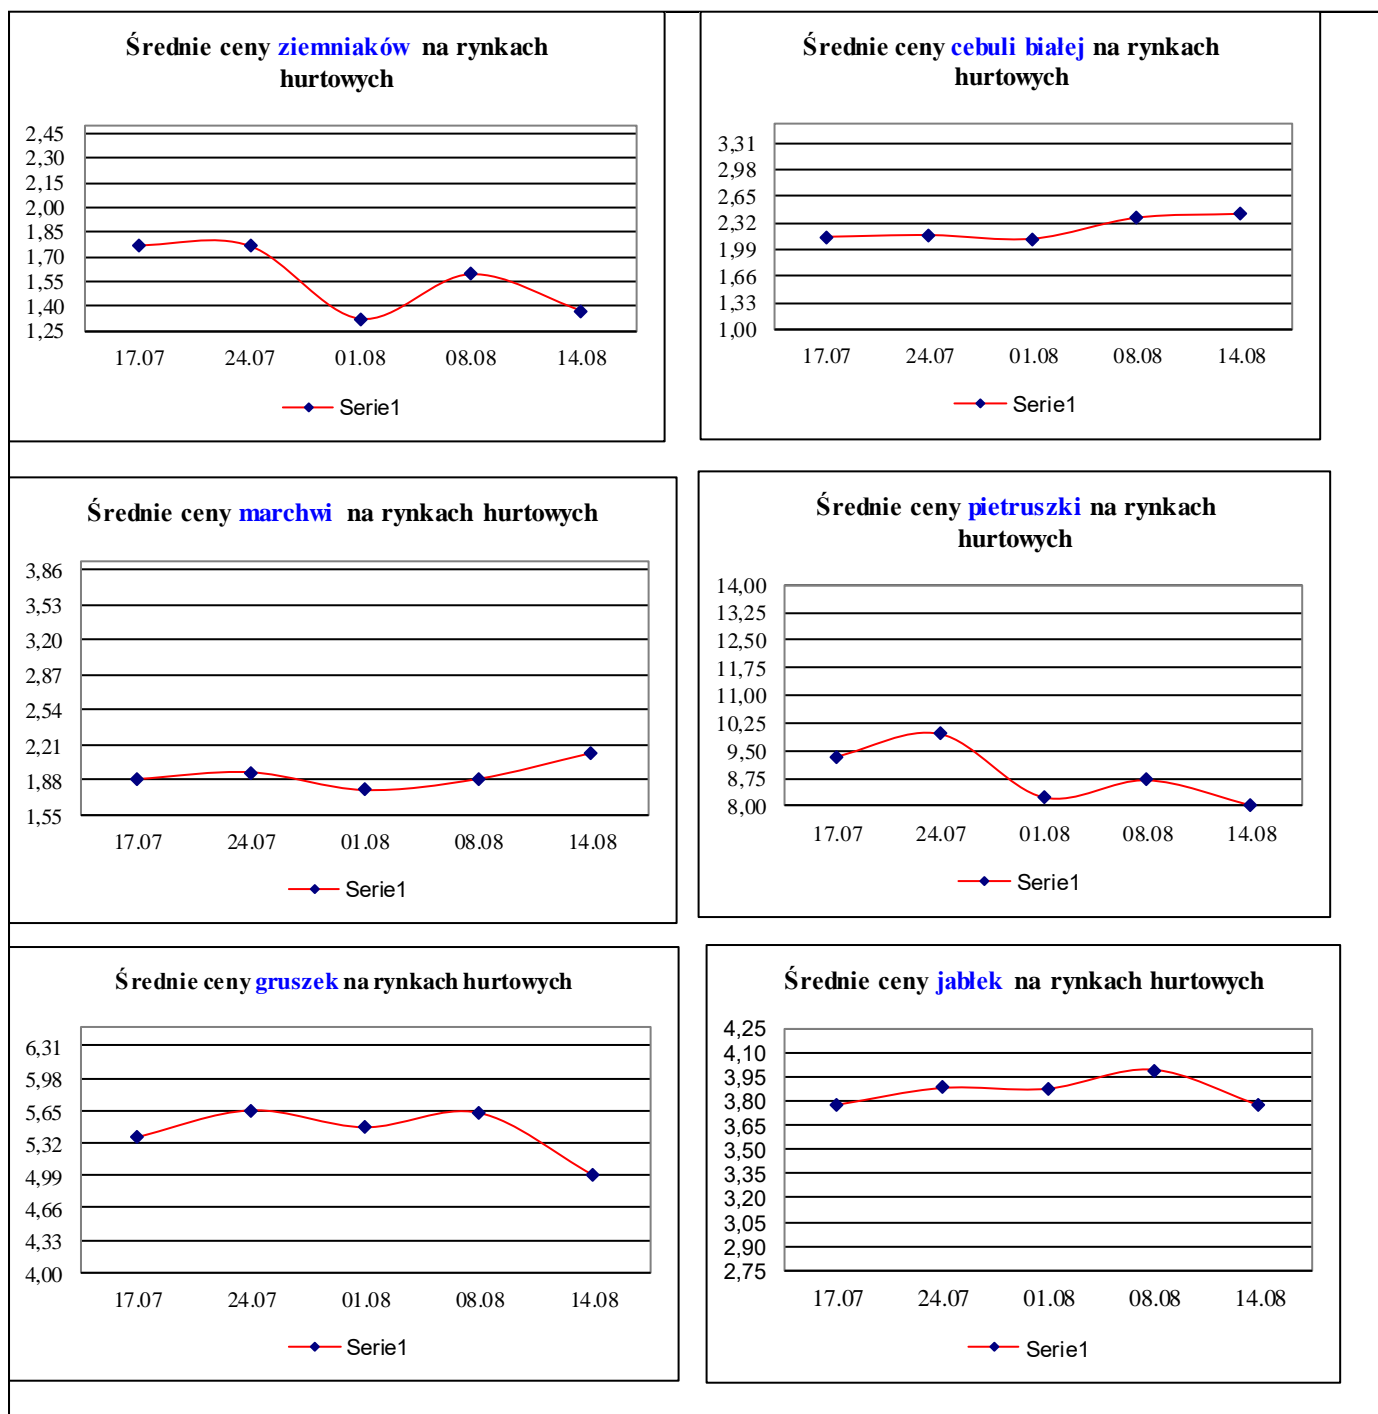 Średnie ceny ziemniaków na rynkach
hurtowych
2,45
2,30
2,15
2,00
1,85
1,70
1,55
1,40
1,25
17.07 24.07 01.08 08.08 14.08
Serie1
Średnie ceny cebuli białej na rynkach
hurtowych
3,31
2,98
2,65
2,32
1,99
1,66
1,33
1,00
17.07 24.07 01.08 08.08 14.08
Serie1
Średnie ceny marchwi na rynkach hurtowych
3,86
3,53
3,20
2,87
2,54
2,21
1,88
1,55
17.07 24.07 01.08 08.08 14.08
Serie1
Średnie ceny pietruszki na rynkach
hurtowych
14,00
13,25
12,50
11,75
11,00
10,25
9,50
8,75
8,00
17.07 24.07 01.08 08.08 14.08
Serie1
Średnie ceny gruszek na rynkach hurtowych
6,31
5,98
5,65
5,32
4,99
4,66
4,33
4,00
17.07 24.07 01.08 08.08 14.08
Serie1
Średnie ceny jabłek na rynkach hurtowych
4,25
4,10
3,95
3,80
3,65
3,50
3,35
3,20
3,05
2,90
2,75
17.07 24.07 01.08 08.08 14.08
Serie1